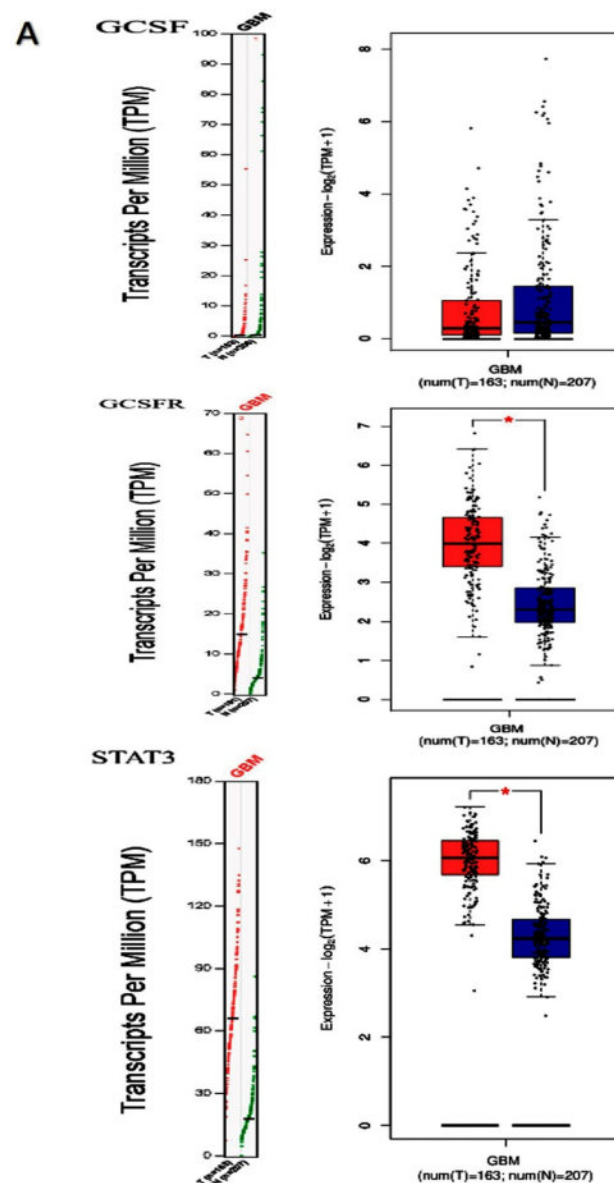 A
GCSF
GBM
Transcripts Per Million (TPM)
100
90
80
70
60
50
40
30
20
10
0
T (n=163)
Expression-log2(TPM+1)
8
6
4
2
0
GBM
(num(T)=163; num(N)=207)
GCSFR
GBM
Transcripts Per Million (TPM)
70
60
50
40
30
20
10
0
N (n=207)
Expression-log2(TPM+1)
7
6
5
4
3
2
1
0
*
GBM
(num(T)=163; num(N)=207)
STAT3
GBM
Transcripts Per Million (TPM)
180
150
120
90
60
30
0
T (n=163)
N (n=207)
Expression-log2(TPM+1)
6
4
2
0
*
GBM
(num(T)=163; num(N)=207)